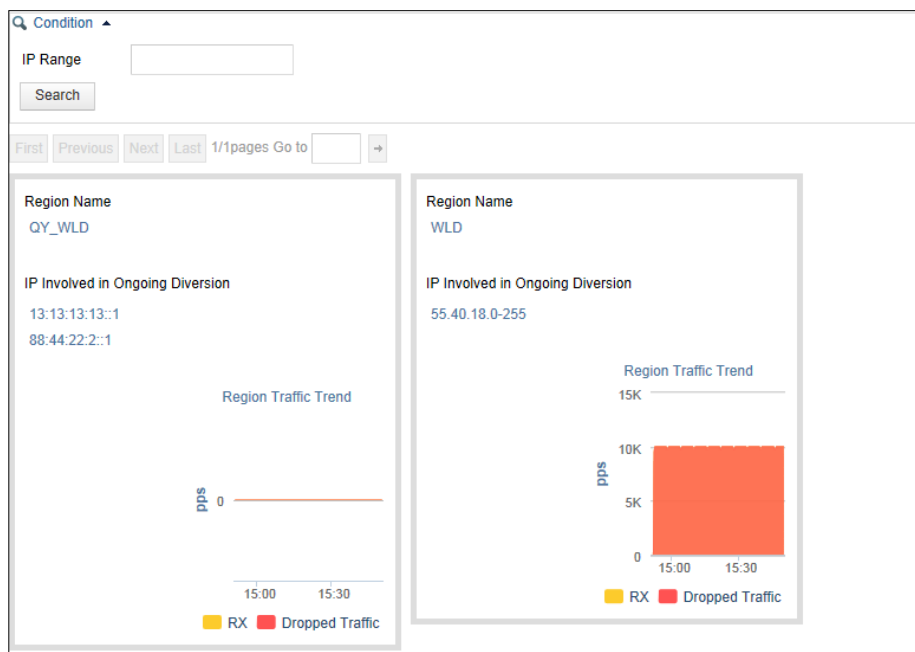 Condition
IP Range
Search
First Previous Next Last 1/1pages Go to
Region Name
QY_WLD
IP Involved in Ongoing Diversion
13:13:13:13::1
88:44:22:2::1
Region Traffic Trend
pps
0
15:00 15:30
RX Dropped Traffic
Region Name
WLD
IP Involved in Ongoing Diversion
55.40.18.0-255
Region Traffic Trend
15K
10K
pps
5K
0
15:00 15:30
RX Dropped Traffic